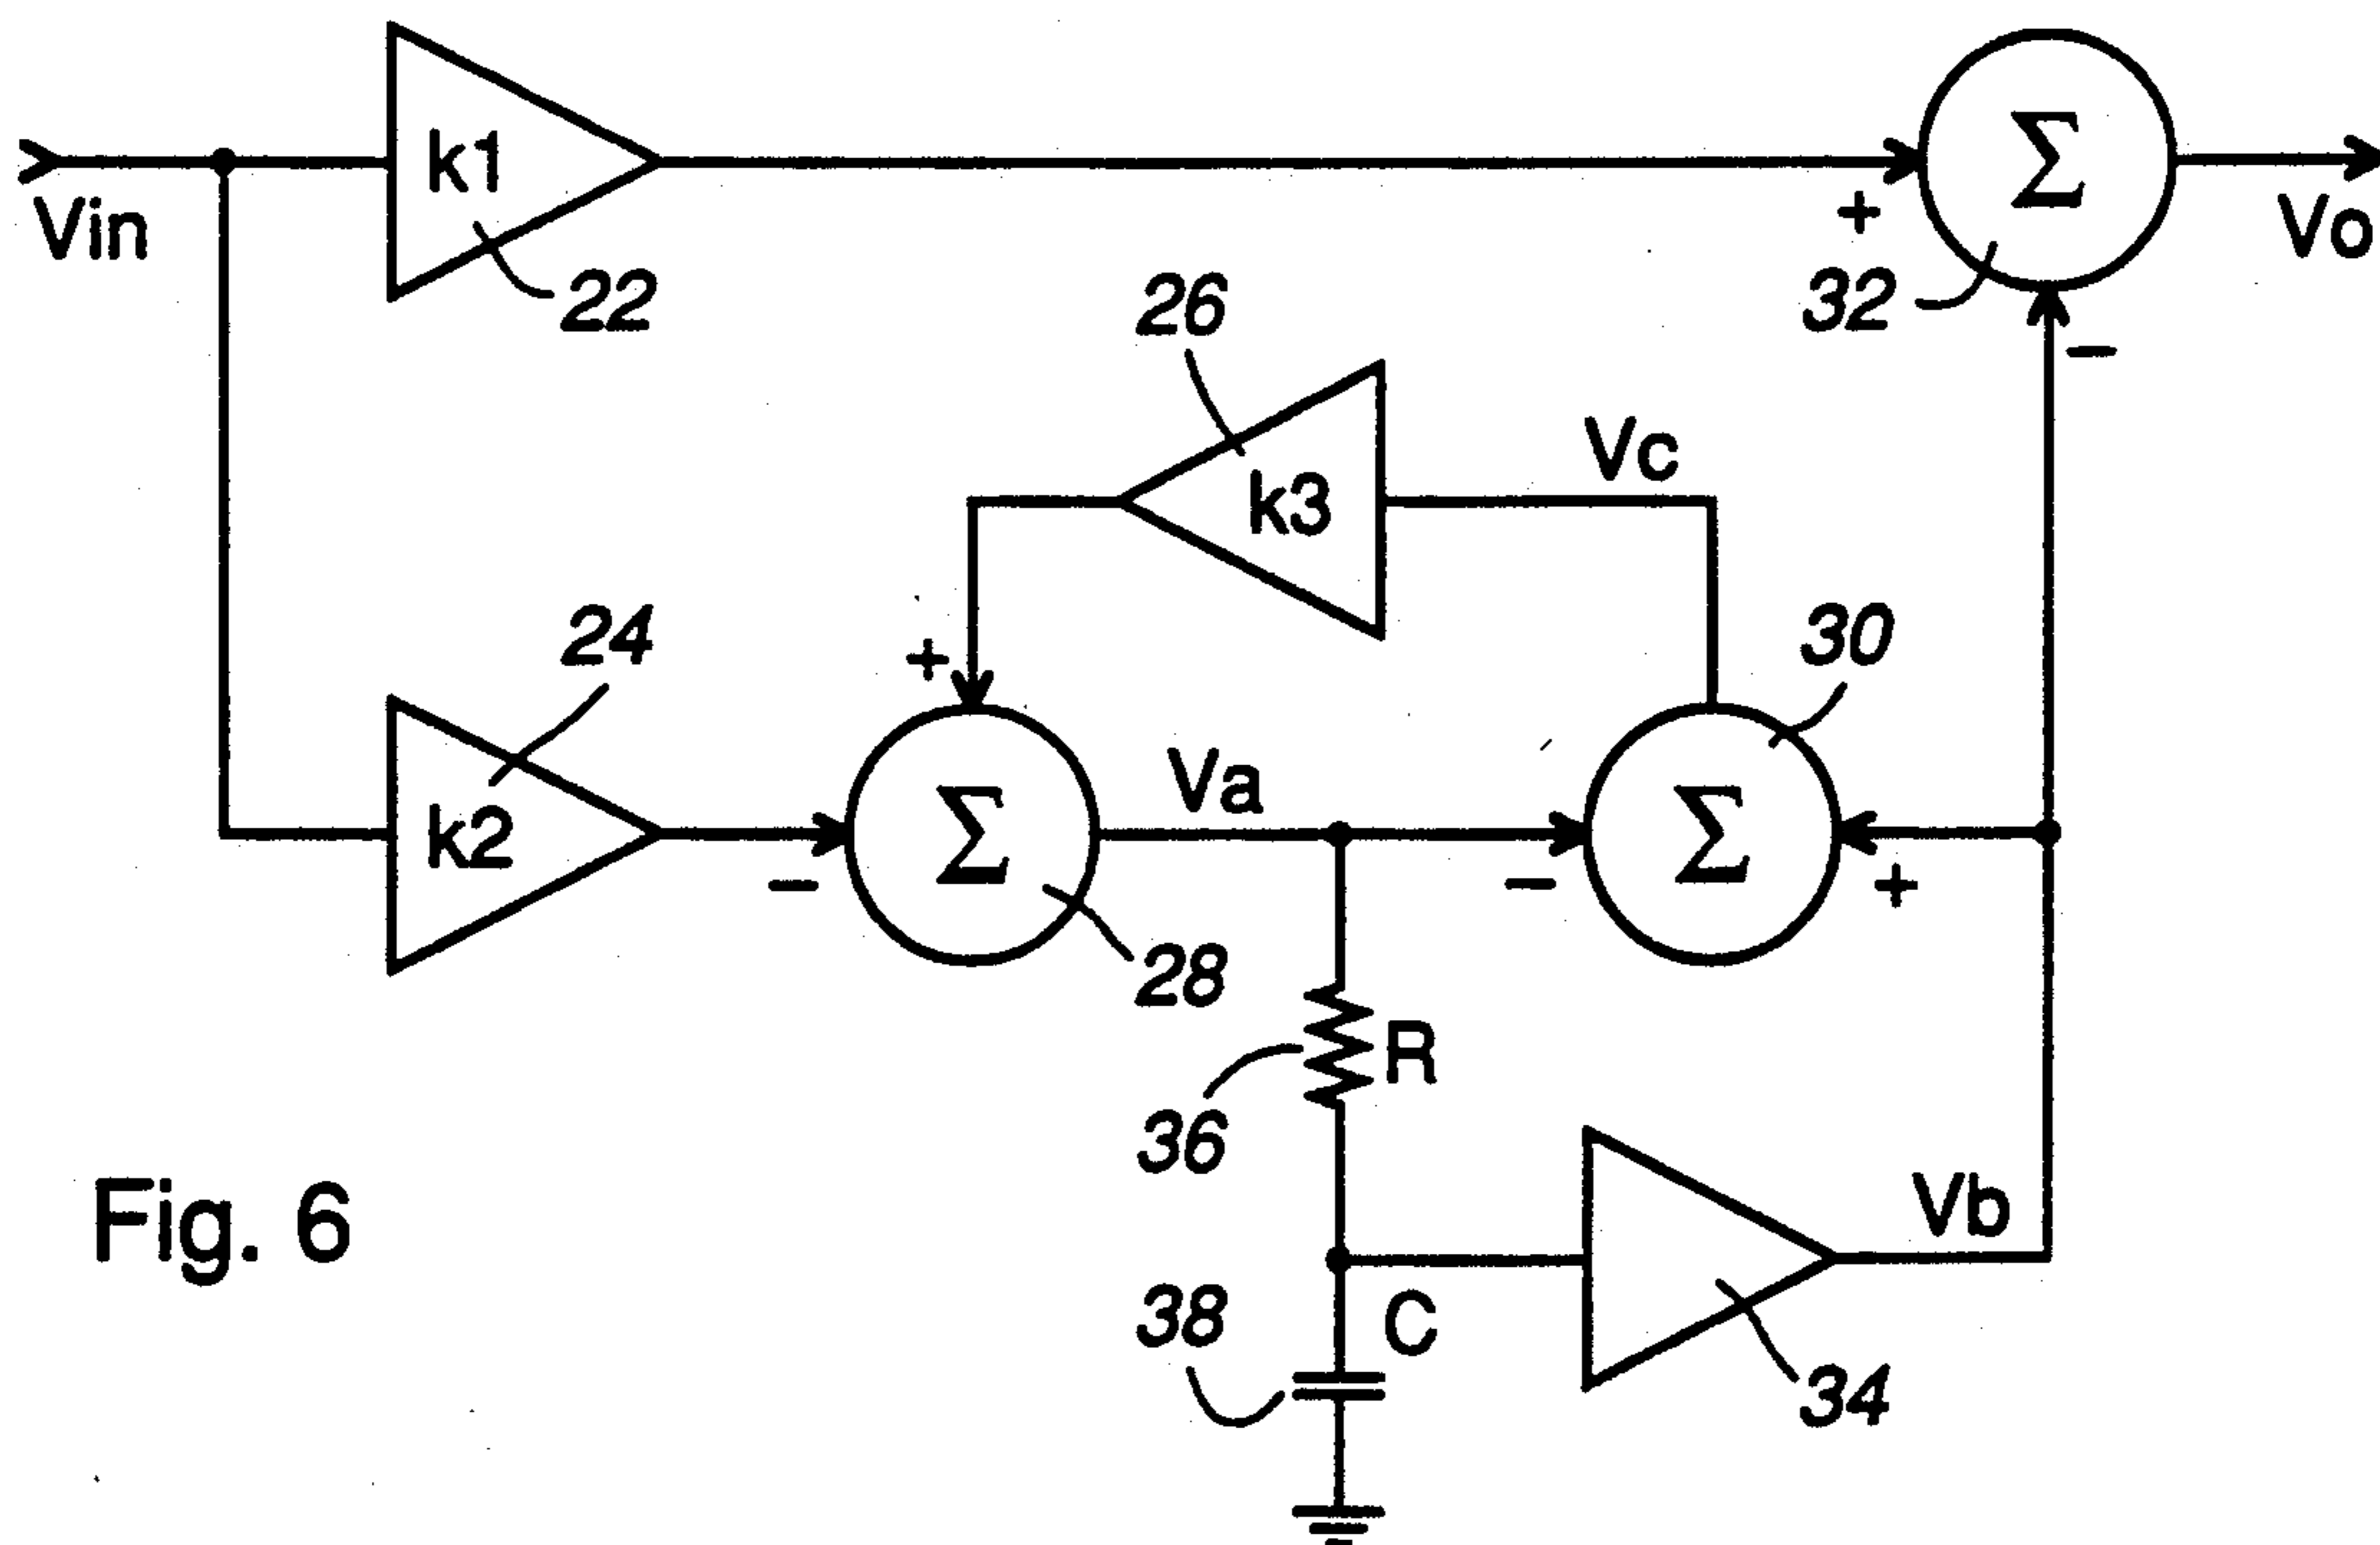 k1
Σ
Vin
+
Vo
22
26
32
−
Vc
k3
24
+
30
Va
k2
Σ
Σ
−
−
+
28
R
36
Vb
Fig. 6
38
C
34